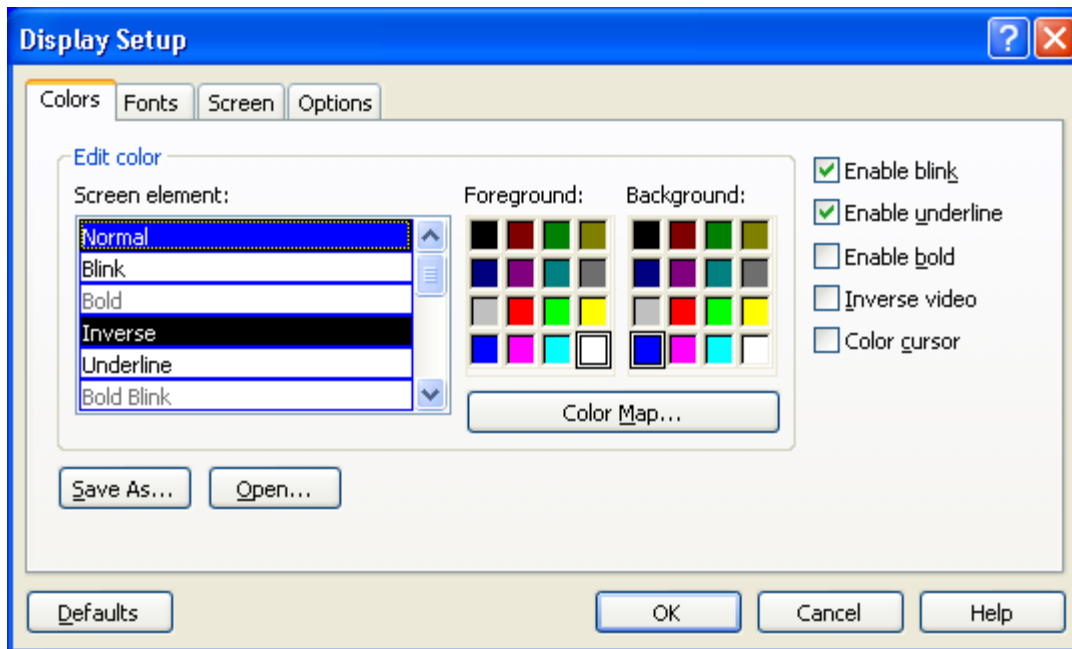 Display Setup
Colors Fonts Screen Options
Edit color
Screen element:
Normal
Blink
Bold
Inverse
Underline
Bold Blink
Foreground: Background:
Color Map...
Enable blink
Enable underline
Enable bold
Inverse video
Color cursor
Save As... Open...
Defaults OK Cancel Help